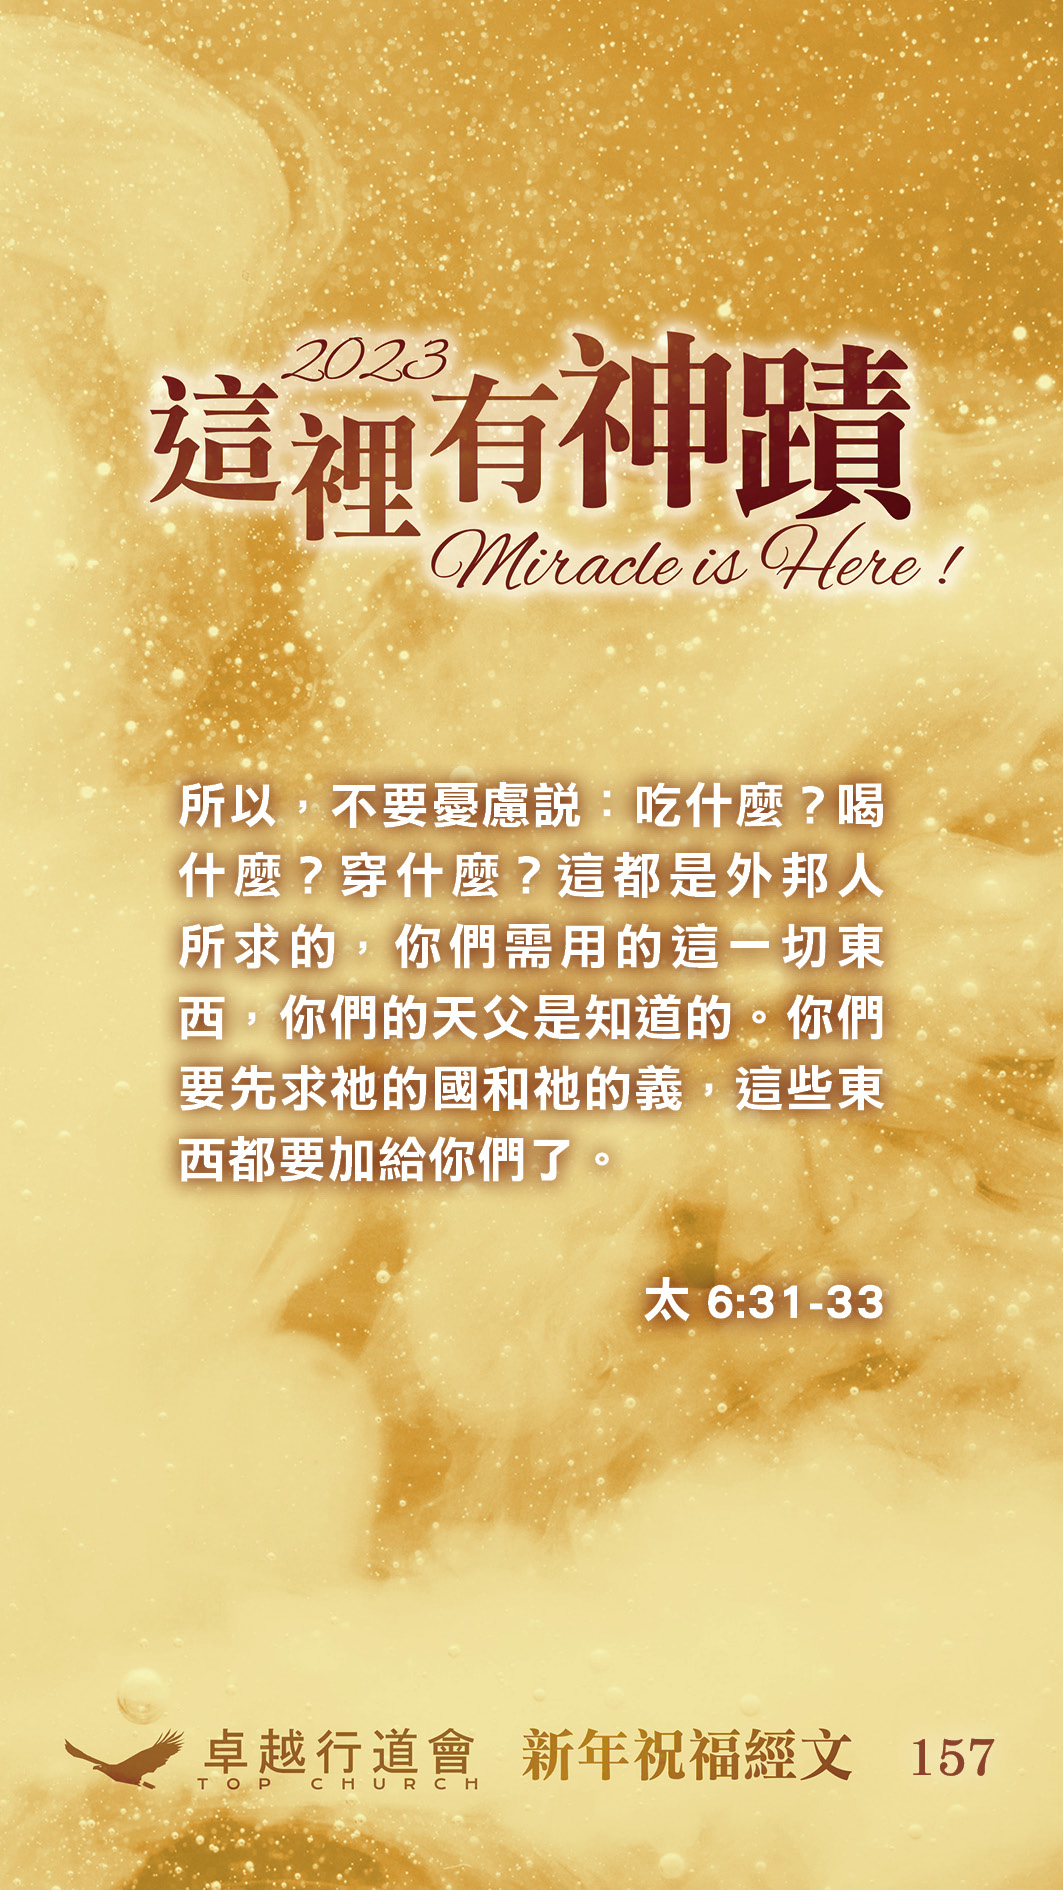 2023
這裡有神蹟
Miracle is Here !
所以，不要憂慮説：吃什麼？喝
什麼？穿什麼？這都是外邦人
所求的，你們需用的這一切東
西，你們的天父是知道的。你們
要先求祂的國和祂的義，這些東
西都要加給你們了。
太 6:31-33
卓越行道會 新年祝福經文 157
TOP CHURCH